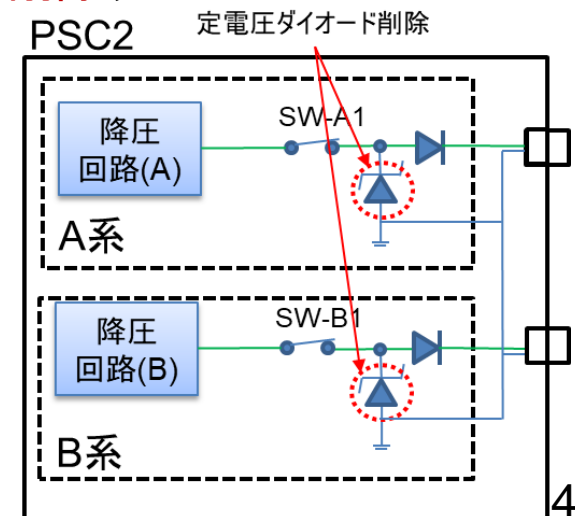 PSC2
定電圧ダイオード削除
降圧
回路(A)
SW-A1
A系
降圧
回路(B)
SW-B1
B系
4